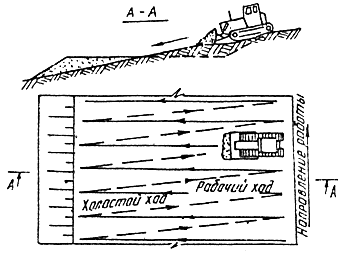 А - А
Направление работы
Рабочий ход
Холостой ход
А
А